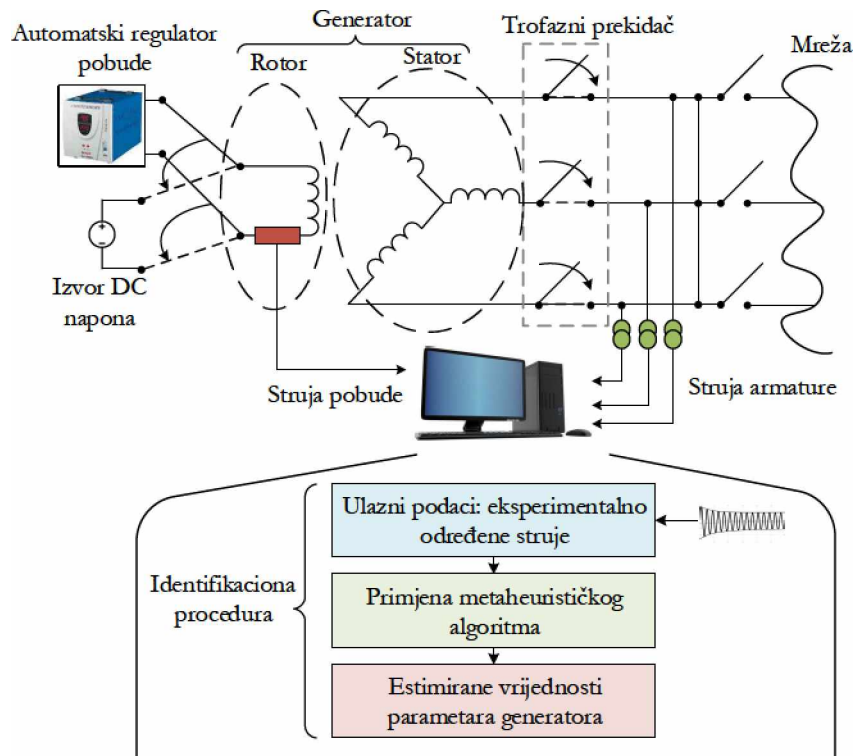 Automatski regulator
pobude
Generator
Rotor
Stator
Trofazni prekidač
Mreža
Izvor DC
napona
Struja pobude
Struja armature
Identifikaciona
procedura
Ulazni podaci: eksperimentalno
određene struje
Primjena metaheurističkog
algoritma
Estimirane vrijednosti
parametara generatora